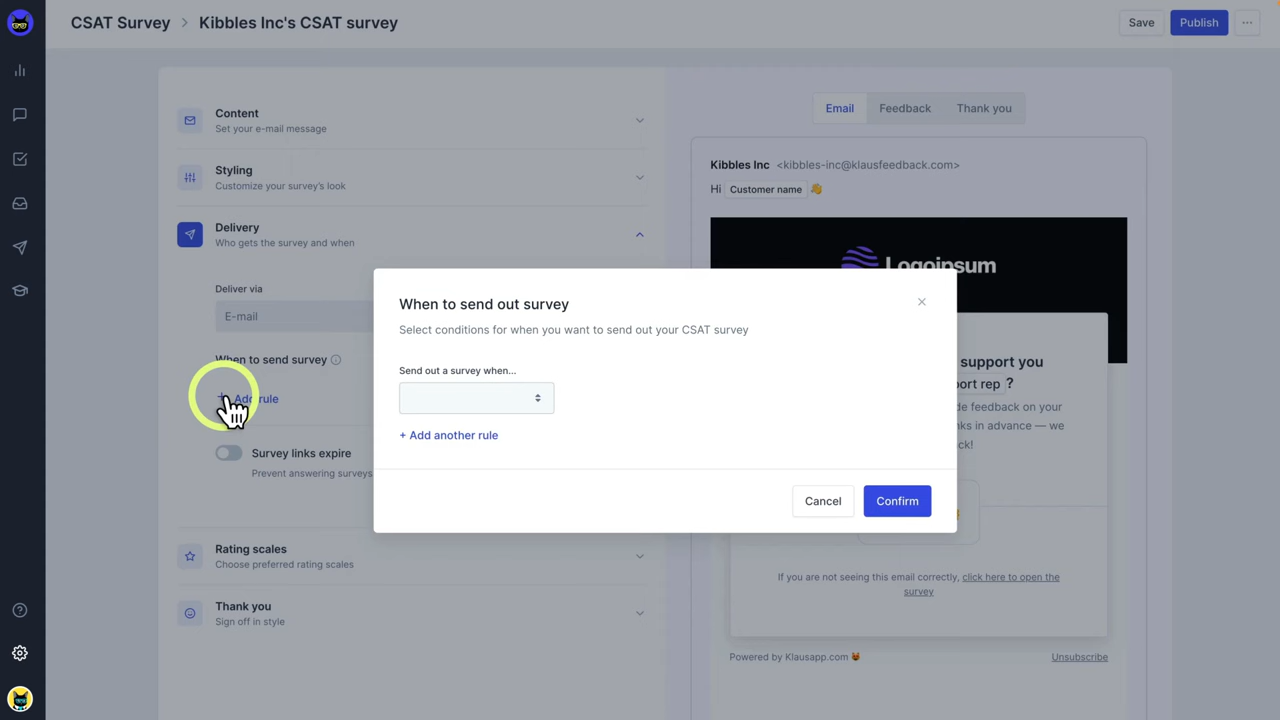 CSAT Survey > Kibbles Inc's CSAT survey
Save
Publish
Content
Set your e-mail message
Styling
Customize your survey's look
Delivery
Who gets the survey and when
Deliver via
E-mail
When to send survey
+ Add rule
Survey links expire
Prevent answering surveys
Rating scales
Choose preferred rating scales
Thank you
Sign off in style
When to send out survey
Select conditions for when you want to send out your CSAT survey
Send out a survey when...
+ Add another rule
Cancel
Confirm
Email
Feedback
Thank you
Kibbles Inc <kibbles-inc@klausfeedback.com>
Hi Customer name 👋
Logoipsum
support you
port rep ?
de feedback on your
nks in advance — we
ck!
If you are not seeing this email correctly, click here to open the
survey
Powered by Klausapp.com
Unsubscribe